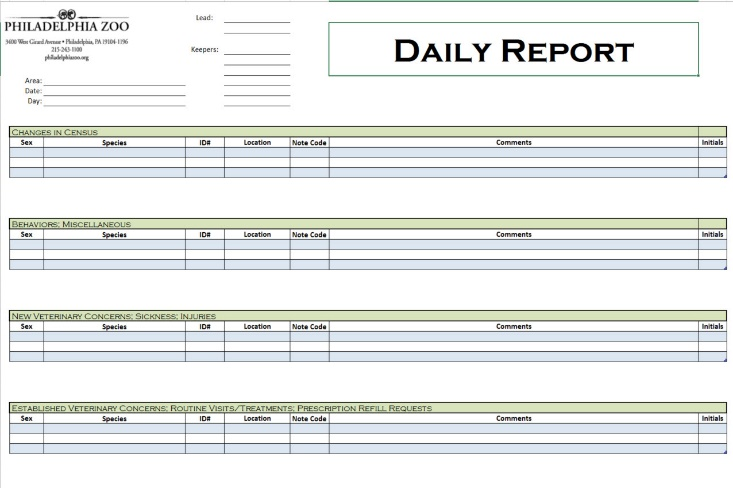 PHILADELPHIA ZOO
3400 West Girard Avenue • Philadelphia, PA 19104-1196
215-243-1100
philadelphiazoo.org
Lead:
Keepers:
Area:
Date:
Day:
DAILY REPORT
CHANGES IN CENSUS
Sex Species ID# Location Note Code Comments Initials
BEHAVIORS; MISCELLANEOUS
Sex Species ID# Location Note Code Comments Initials
NEW VETERINARY CONCERNS; SICKNESS; INJURIES
Sex Species ID# Location Note Code Comments Initials
ESTABLISHED VETERINARY CONCERNS; ROUTINE VISITS/TREATMENTS; PRESCRIPTION REFILL REQUESTS
Sex Species ID# Location Note Code Comments Initials